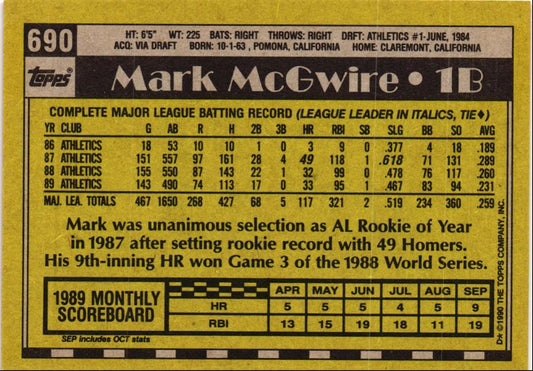 690
HT: 6'5" WT: 225 BATS: RIGHT THROWS: RIGHT DRFT: ATHLETICS #1-JUNE, 1984
ACQ: VIA DRAFT BORN: 10-1-63 , POMONA, CALIFORNIA HOME: CLAREMONT, CALIFORNIA
Topps
Mark McGwire • 1B
COMPLETE MAJOR LEAGUE BATTING RECORD (LEAGUE LEADER IN ITALICS, TIE♦)
YR CLUB G AB R H 2B 3B HR RBI SB SLG BB SO AVG
86 ATHLETICS 18 53 10 10 1 0 3 9 0 .377 4 18 .189
87 ATHLETICS 151 557 97 161 28 4 49 118 1 .618 71 131 .289
88 ATHLETICS 155 550 87 143 22 1 32 99 0 .478 76 117 .260
89 ATHLETICS 143 490 74 113 17 0 33 95 1 .467 83 94 .231
MAJ. LEA. TOTALS 467 1650 268 427 68 5 117 321 2 .519 234 360 .259
Mark was unanimous selection as AL Rookie of Year
in 1987 after setting rookie record with 49 Homers.
His 9th-inning HR won Game 3 of the 1988 World Series.
1989 MONTHLY
SCOREBOARD
APR MAY JUN JUL AUG SEP
HR 5 5 5 4 5 9
RBI 13 15 19 18 11 19
SEP includes OCT stats
D★ ©1990 THE TOPPS COMPANY, INC.